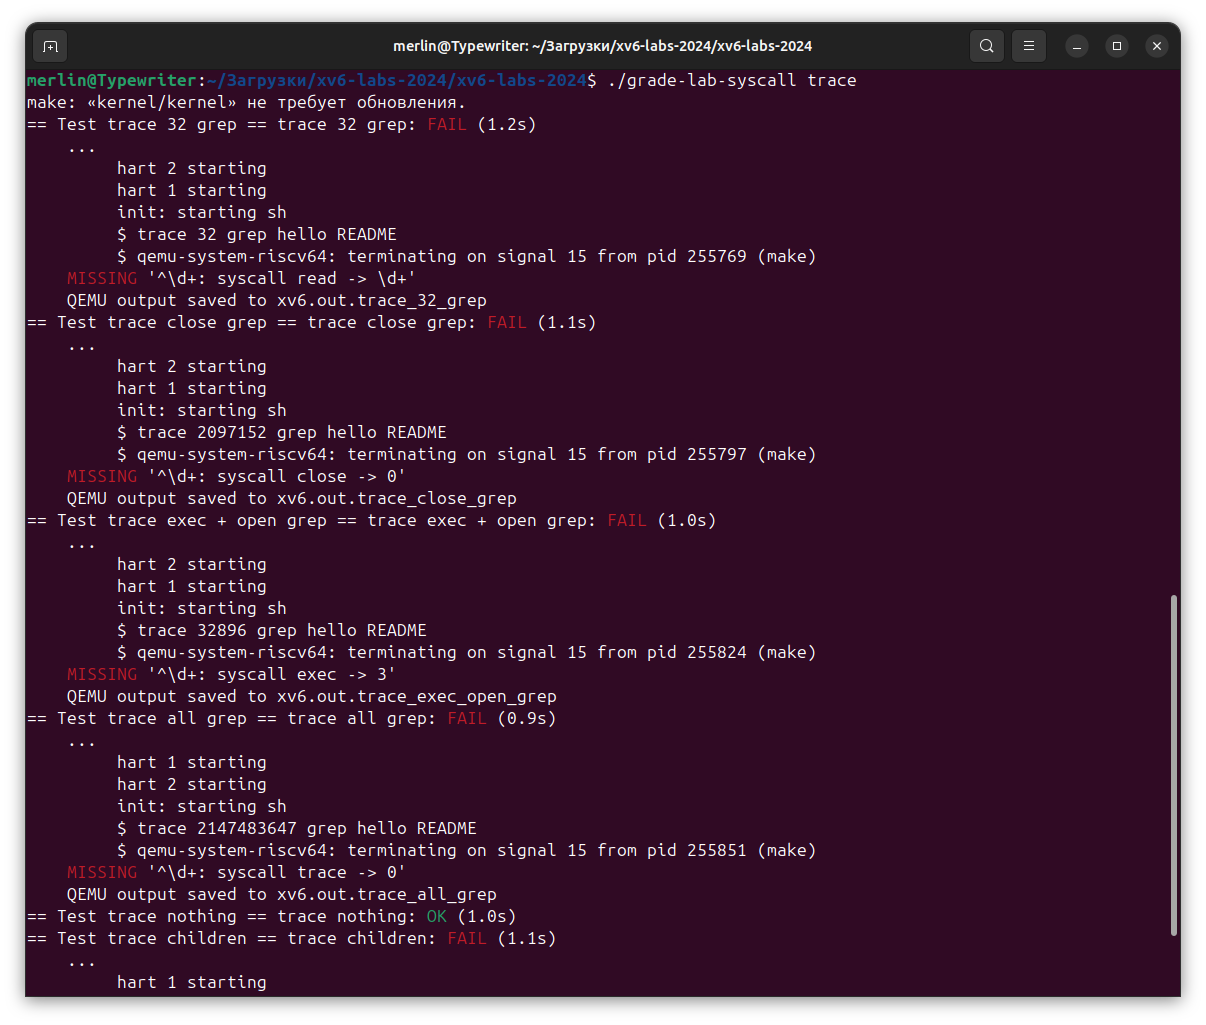 merlin@Typewriter: ~/Загрузки/xv6-labs-2024/xv6-labs-2024
merlin@Typewriter:~/Загрузки/xv6-labs-2024/xv6-labs-2024$ ./grade-lab-syscall trace
make: «kernel/kernel» не требует обновления.
== Test trace 32 grep == trace 32 grep: FAIL (1.2s)
...
hart 2 starting
hart 1 starting
init: starting sh
$ trace 32 grep hello README
$ qemu-system-riscv64: terminating on signal 15 from pid 255769 (make)
MISSING '^\d+: syscall read -> \d+'
QEMU output saved to xv6.out.trace_32_grep
== Test trace close grep == trace close grep: FAIL (1.1s)
...
hart 2 starting
hart 1 starting
init: starting sh
$ trace 2097152 grep hello README
$ qemu-system-riscv64: terminating on signal 15 from pid 255797 (make)
MISSING '^\d+: syscall close -> 0'
QEMU output saved to xv6.out.trace_close_grep
== Test trace exec + open grep == trace exec + open grep: FAIL (1.0s)
...
hart 2 starting
hart 1 starting
init: starting sh
$ trace 32896 grep hello README
$ qemu-system-riscv64: terminating on signal 15 from pid 255824 (make)
MISSING '^\d+: syscall exec -> 3'
QEMU output saved to xv6.out.trace_exec_open_grep
== Test trace all grep == trace all grep: FAIL (0.9s)
...
hart 1 starting
hart 2 starting
init: starting sh
$ trace 2147483647 grep hello README
$ qemu-system-riscv64: terminating on signal 15 from pid 255851 (make)
MISSING '^\d+: syscall trace -> 0'
QEMU output saved to xv6.out.trace_all_grep
== Test trace nothing == trace nothing: OK (1.0s)
== Test trace children == trace children: FAIL (1.1s)
...
hart 1 starting